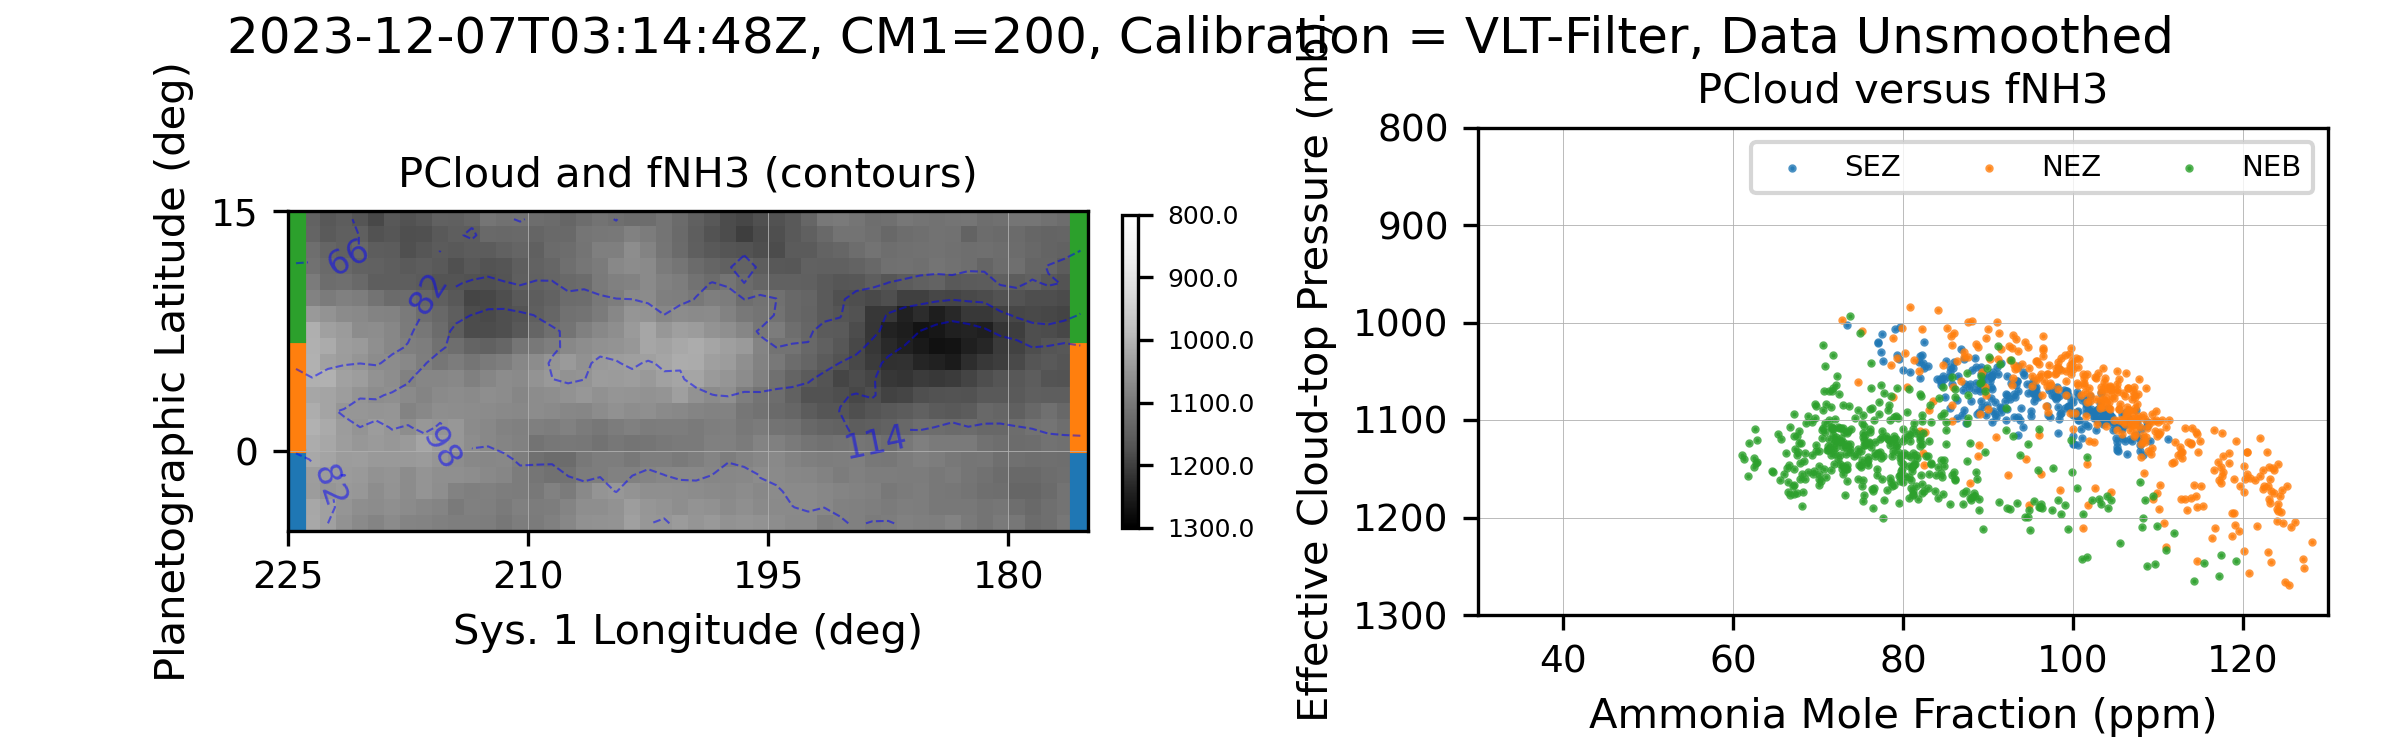 2023-12-07T03:14:48Z, CM1=200, Calibration = VLT-Filter, Data Unsmoothed
PCloud and fNH3 (contours)
Planetographic Latitude (deg)
15
0
225
210
195
180
Sys. 1 Longitude (deg)
66
82
98
82
114
800.0
900.0
1000.0
1100.0
1200.0
1300.0
PCloud versus fNH3
Effective Cloud-top Pressure (mb)
800
900
1000
1100
1200
1300
SEZ
NEZ
NEB
40
60
80
100
120
Ammonia Mole Fraction (ppm)